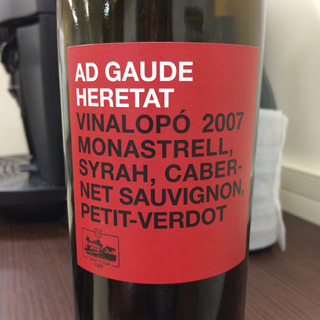 AD GAUDE
HERETAT
VINALOPÓ 2007
MONASTRELL,
SYRAH, CABER-
NET SAUVIGNON,
PETIT-VERDOT